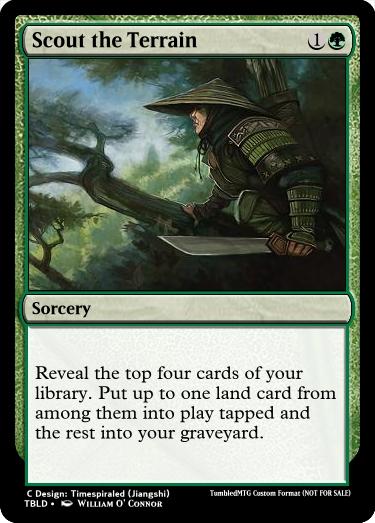 Scout the Terrain 1
Sorcery
Reveal the top four cards of your
library. Put up to one land card from
among them into play tapped and
the rest into your graveyard.
C Design: Timespiraled (Jiangshi) TumbledMTG Custom Format (NOT FOR SALE)
TBLD • William O' Connor